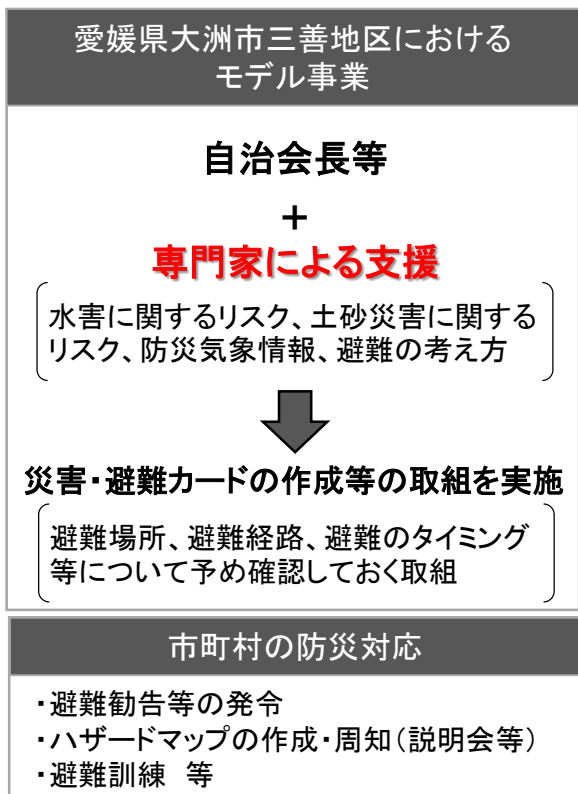 愛媛県大洲市三善地区における
モデル事業
自治会長等
+
専門家による支援
水害に関するリスク、土砂災害に関する
リスク、防災気象情報、避難の考え方
災害・避難カードの作成等の取組を実施
避難場所、避難経路、避難のタイミング
等について予め確認しておく取組
市町村の防災対応
・避難勧告等の発令
・ハザードマップの作成・周知(説明会等)
・避難訓練 等